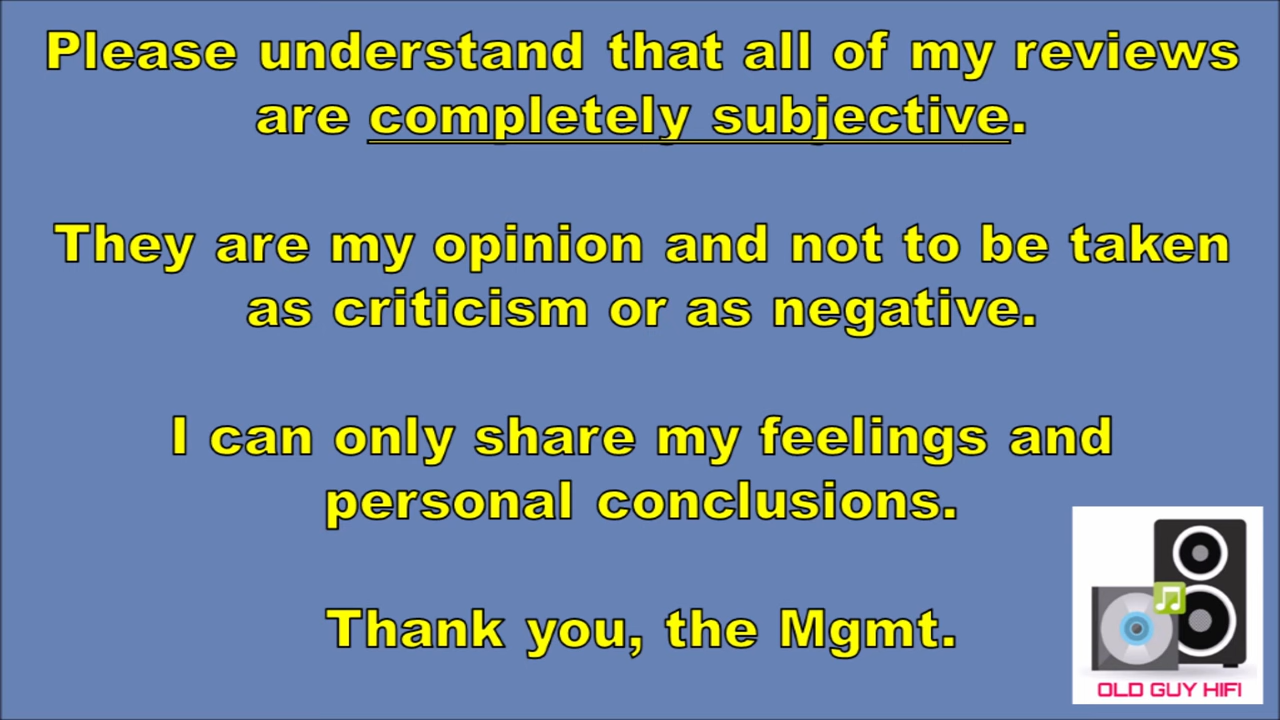 Please understand that all of my reviews
are completely subjective.
They are my opinion and not to be taken
as criticism or as negative.
I can only share my feelings and
personal conclusions.
Thank you, the Mgmt.
OLD GUY HIFI